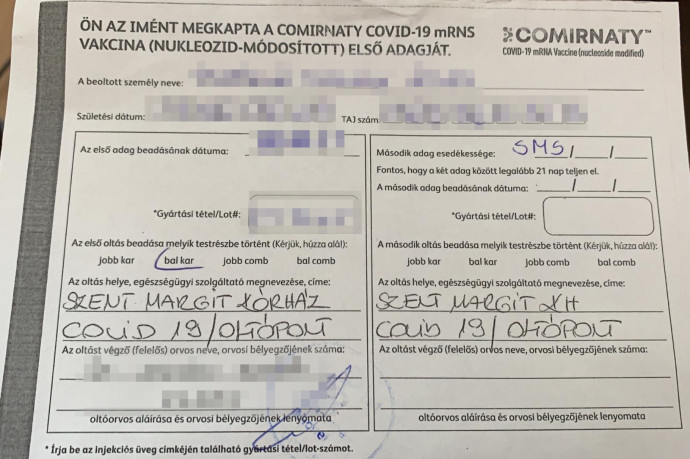 ÖN AZ IMÉNT MEGKAPTA A COMIRNATY COVID-19 mRNS
VAKCINA (NUKLEOZID-MÓDOSÍTOTT) ELSŐ ADAGJÁT.
COMIRNATY™
COVID-19 mRNA Vaccine (nucleoside modified)
A beoltott személy neve:
Születési dátum:
TAJ szám
Az első adag beadásának dátuma:
*Gyártási tétel/Lot#:
Az első oltás beadása melyik testrészbe történt (Kérjük, húzza alá!):
jobb kar bal kar jobb comb bal comb
Az oltás helye, egészségügyi szolgáltató megnevezése, címe:
SZENT MARGIT KÓRHÁZ
COVID 19/OLTÓPONT
Az oltást végző (felelős) orvos neve, orvosi bélyegzőjének száma:
oltóorvos aláírása és orvosi bélyegzőjének lenyomata
Második adag esedékessége: SMS / /
Fontos, hogy a két adag között legalább 21 nap teljen el.
A második adag beadásának dátuma: / /
*Gyártási tétel/Lot#:
A második oltás beadása melyik testrészbe történt (Kérjük, húzza alá!):
jobb kar bal kar jobb comb bal comb
Az oltás helye, egészségügyi szolgáltató megnevezése, címe:
SZENT MARGIT KH
COVID 19/OLTÓPONT
Az oltást végző (felelős) orvos neve, orvosi bélyegzőjének száma:
oltóorvos aláírása és orvosi bélyegzőjének lenyomata
* Írja be az injekciós üveg címkéjén található gyártási tétel/lot-számot.